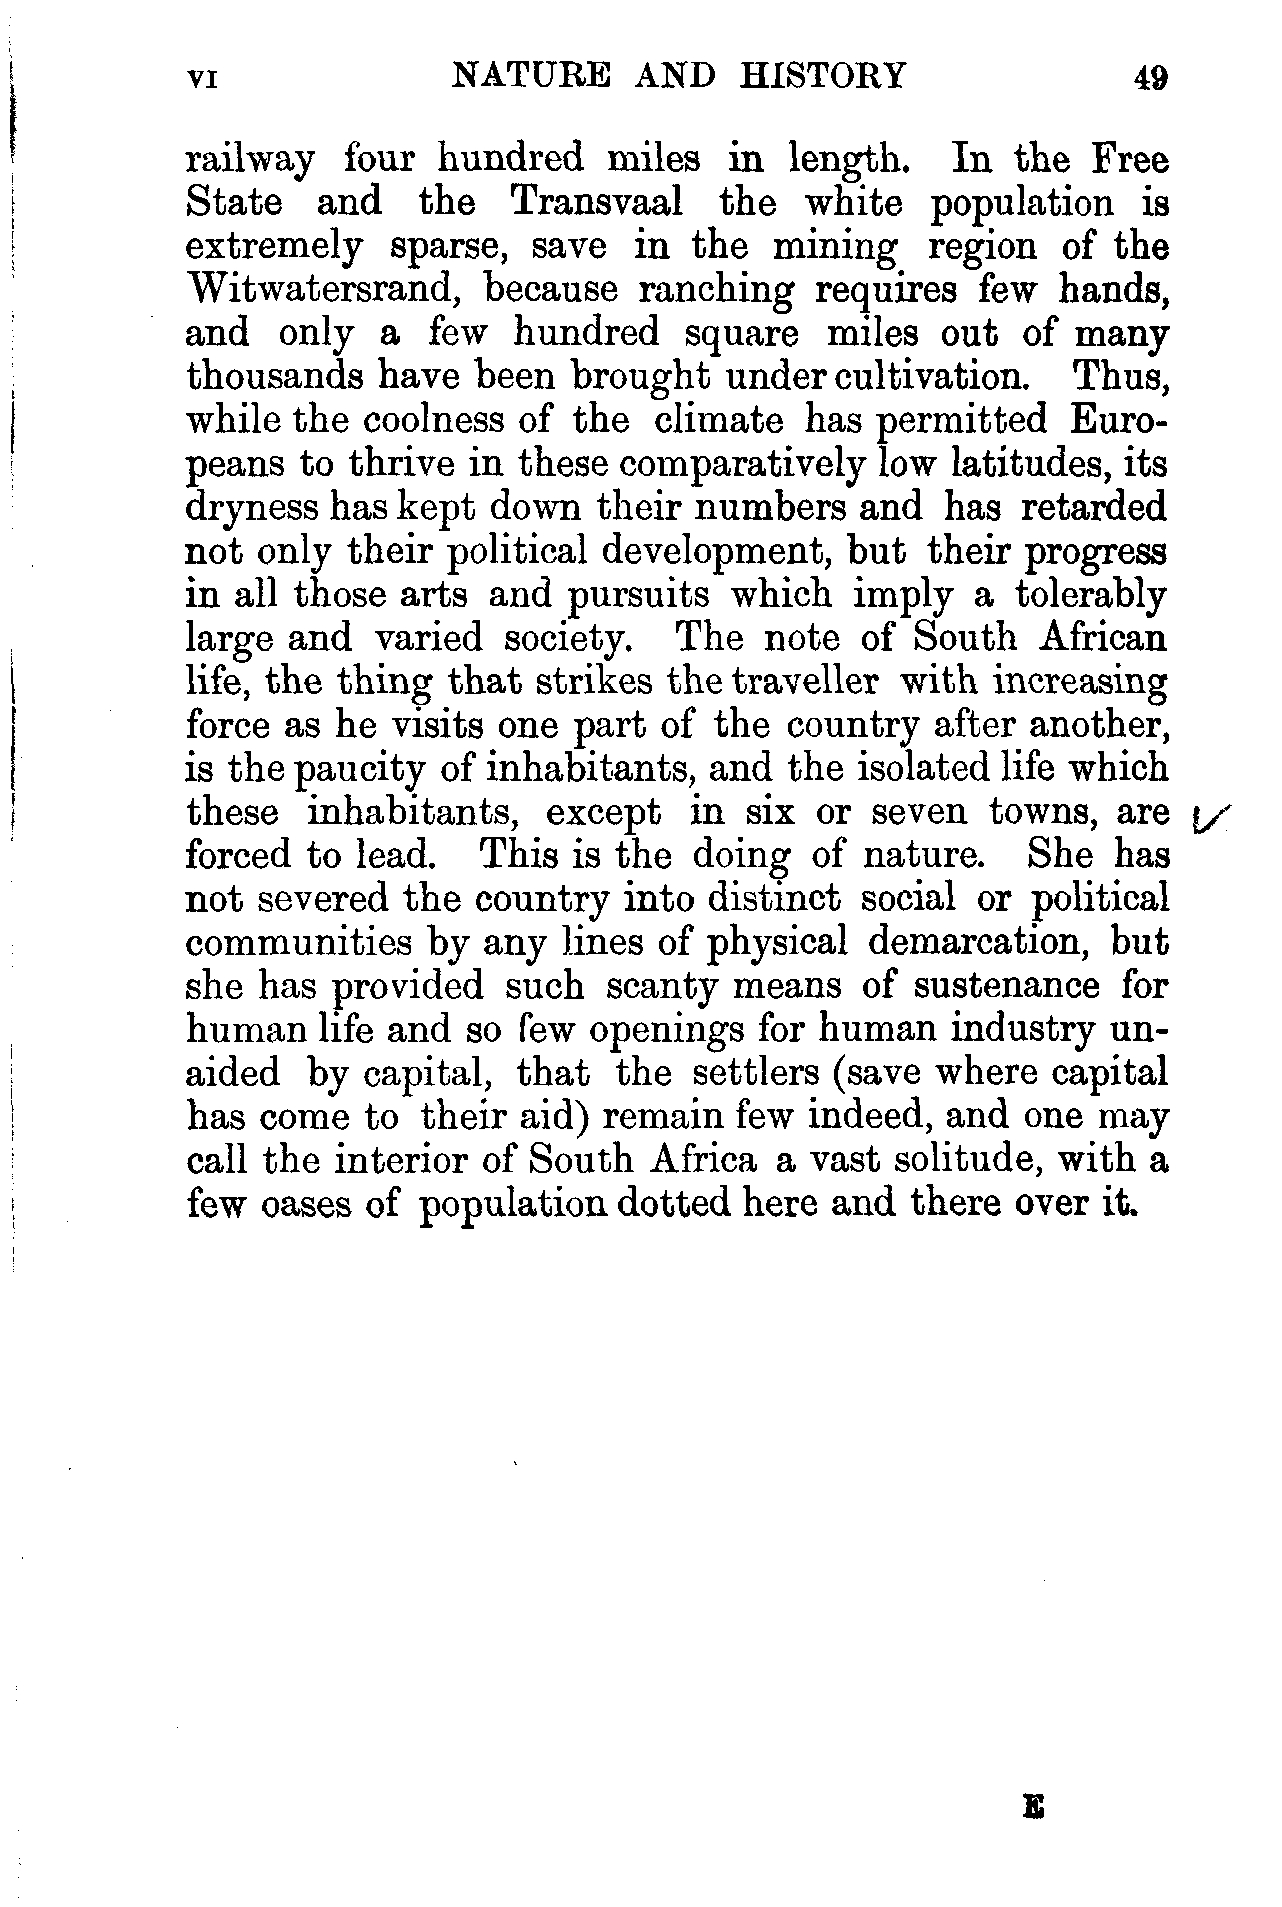 VI NATURE AND HISTORY 49
railway four hundred miles in length. In the Free
State and the Transvaal the white population is
extremely sparse, save in the mining region of the
Witwatersrand, because ranching requires few hands,
and only a few hundred square miles out of many
thousands have been brought under cultivation. Thus,
while the coolness of the climate has permitted Euro-
peans to thrive in these comparatively low latitudes, its
dryness has kept down their numbers and has retarded
not only their political development, but their progress
in all those arts and pursuits which imply a tolerably
large and varied society. The note of South African
life, the thing that strikes the traveller with increasing
force as he visits one part of the country after another,
is the paucity of inhabitants, and the isolated life which
these inhabitants, except in six or seven towns, are
forced to lead. This is the doing of nature. She has
not severed the country into distinct social or political
communities by any lines of physical demarcation, but
she has provided such scanty means of sustenance for
human life and so few openings for human industry un-
aided by capital, that the settlers (save where capital
has come to their aid) remain few indeed, and one may
call the interior of South Africa a vast solitude, with a
few oases of population dotted here and there over it.
E